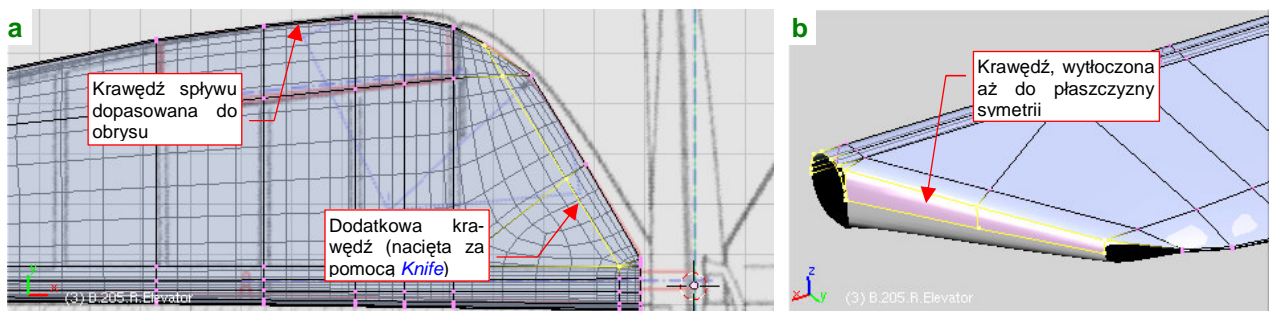 a
Krawędź spływu
dopasowana do
obrysu
Dodatkowa kra-
wędź (nacięta za
pomocą Knife)
y
x
(3) B.205.R.Elevator
b
Krawędź, wytłoczona
aż do płaszczyzny
symetrii
z
x
y
(3) B.205.R.Elevator